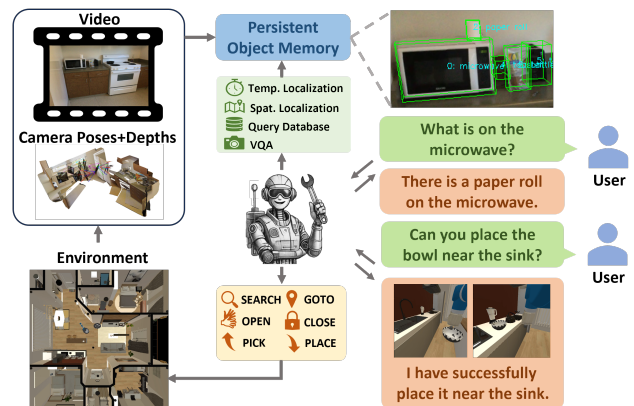 Video
Camera Poses+Depths
Environment
Persistent
Object Memory
Temp. Localization
Spat. Localization
Query Database
VQA
SEARCH
GOTO
OPEN
CLOSE
PICK
PLACE
0: microwave
What is on the
microwave?
User
There is a paper roll
on the microwave.
Can you place the
bowl near the sink?
User
I have successfully
place it near the sink.